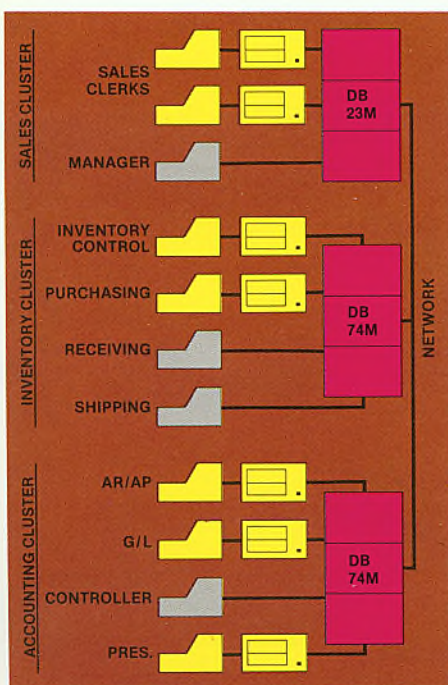 SALES CLUSTER
SALES
CLERKS
MANAGER
DB
23M
INVENTORY CLUSTER
INVENTORY
CONTROL
PURCHASING
RECEIVING
SHIPPING
DB
74M
NETWORK
ACCOUNTING CLUSTER
AR/AP
G/L
CONTROLLER
PRES.
DB
74M